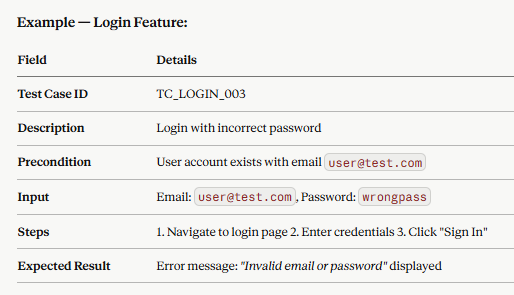 Example — Login Feature:
Field Details
Test Case ID TC_LOGIN_003
Description Login with incorrect password
Precondition User account exists with email user@test.com
Input Email: user@test.com, Password: wrongpass
Steps 1. Navigate to login page 2. Enter credentials 3. Click "Sign In"
Expected Result Error message: "Invalid email or password" displayed